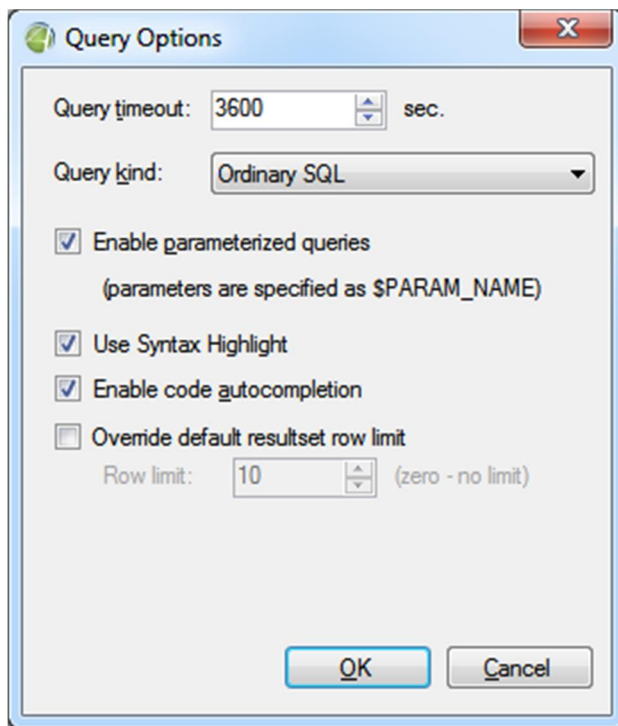 Query Options
Query timeout: 3600 sec.
Query kind: Ordinary SQL
Enable parameterized queries
(parameters are specified as $PARAM_NAME)
Use Syntax Highlight
Enable code autocompletion
Override default resultset row limit
Row limit: 10 (zero - no limit)
OK Cancel